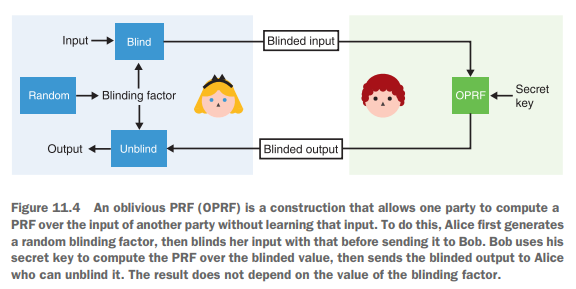 Input
Blind
Blinded input
Random
Blinding factor
OPRF
Secret
key
Output
Unblind
Blinded output
Figure 11.4 An oblivious PRF (OPRF) is a construction that allows one party to compute a
PRF over the input of another party without learning that input. To do this, Alice first generates
a random blinding factor, then blinds her input with that before sending it to Bob. Bob uses his
secret key to compute the PRF over the blinded value, then sends the blinded output to Alice
who can unblind it. The result does not depend on the value of the blinding factor.